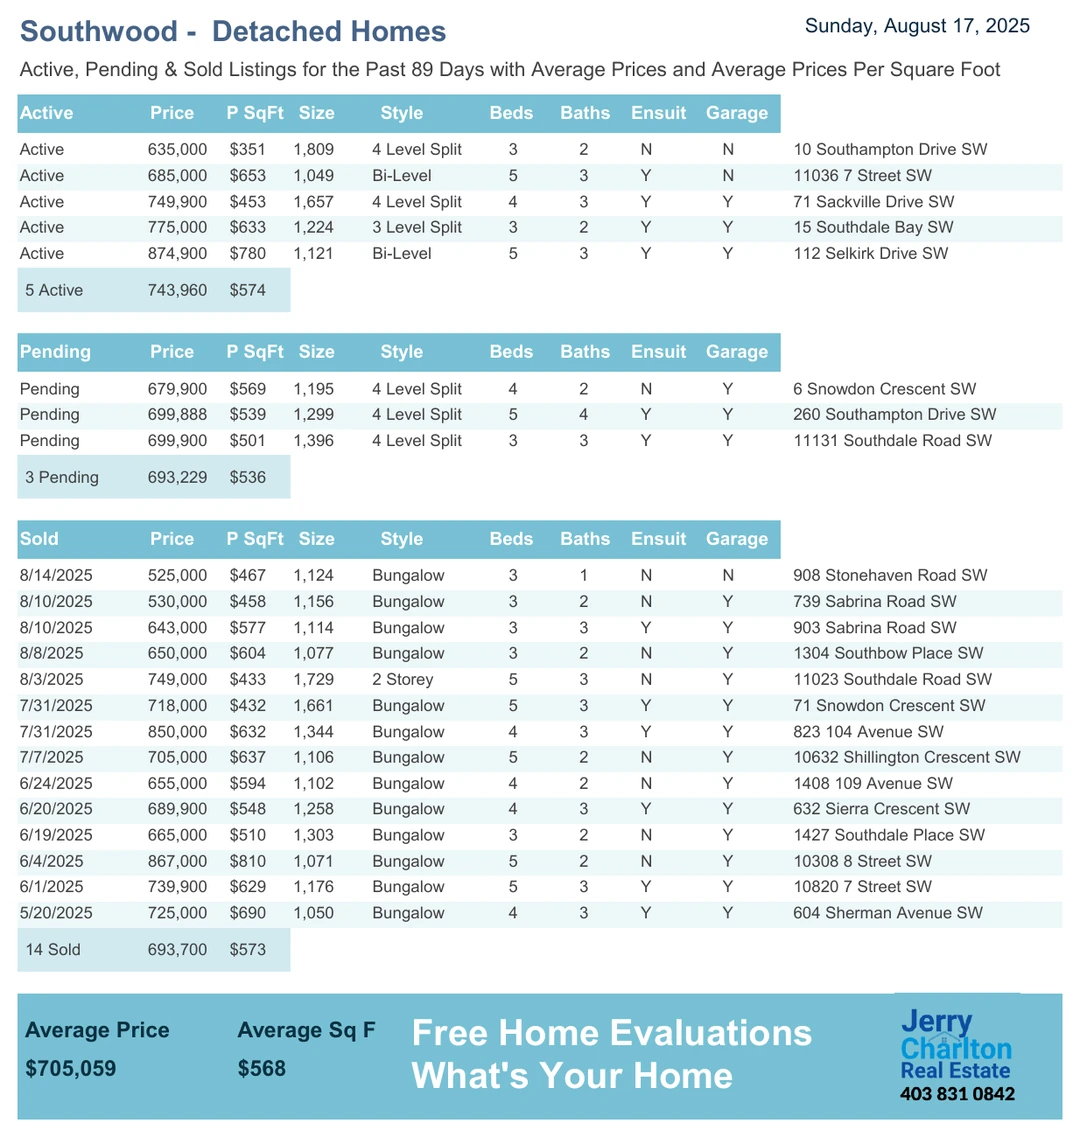 Southwood - Detached Homes
Sunday, August 17, 2025
Active, Pending & Sold Listings for the Past 89 Days with Average Prices and Average Prices Per Square Foot
Active Price P SqFt Size Style Beds Baths Ensuit Garage
Active 635,000 $351 1,809 4 Level Split 3 2 N N 10 Southampton Drive SW
Active 685,000 $653 1,049 Bi-Level 5 3 Y N 11036 7 Street SW
Active 749,900 $453 1,657 4 Level Split 4 3 Y Y 71 Sackville Drive SW
Active 775,000 $633 1,224 3 Level Split 3 2 Y Y 15 Southdale Bay SW
Active 874,900 $780 1,121 Bi-Level 5 3 Y Y 112 Selkirk Drive SW
5 Active 743,960 $574
Pending Price P SqFt Size Style Beds Baths Ensuit Garage
Pending 679,900 $569 1,195 4 Level Split 4 2 N Y 6 Snowdon Crescent SW
Pending 699,888 $539 1,299 4 Level Split 5 4 Y Y 260 Southampton Drive SW
Pending 699,900 $501 1,396 4 Level Split 3 3 Y Y 11131 Southdale Road SW
3 Pending 693,229 $536
Sold Price P SqFt Size Style Beds Baths Ensuit Garage
8/14/2025 525,000 $467 1,124 Bungalow 3 1 N N 908 Stonehaven Road SW
8/10/2025 530,000 $458 1,156 Bungalow 3 2 N Y 739 Sabrina Road SW
8/10/2025 643,000 $577 1,114 Bungalow 3 3 Y Y 903 Sabrina Road SW
8/8/2025 650,000 $604 1,077 Bungalow 3 2 N Y 1304 Southbow Place SW
8/3/2025 749,000 $433 1,729 2 Storey 5 3 N Y 11023 Southdale Road SW
7/31/2025 718,000 $432 1,661 Bungalow 5 3 Y Y 71 Snowdon Crescent SW
7/31/2025 850,000 $632 1,344 Bungalow 4 3 Y Y 823 104 Avenue SW
7/7/2025 705,000 $637 1,106 Bungalow 5 2 N Y 10632 Shillington Crescent SW
6/24/2025 655,000 $594 1,102 Bungalow 4 2 N Y 1408 109 Avenue SW
6/20/2025 689,900 $548 1,258 Bungalow 4 3 Y Y 632 Sierra Crescent SW
6/19/2025 665,000 $510 1,303 Bungalow 3 2 N Y 1427 Southdale Place SW
6/4/2025 867,000 $810 1,071 Bungalow 5 2 N Y 10308 8 Street SW
6/1/2025 739,900 $629 1,176 Bungalow 5 3 Y Y 10820 7 Street SW
5/20/2025 725,000 $690 1,050 Bungalow 4 3 Y Y 604 Sherman Avenue SW
14 Sold 693,700 $573
Average Price Average Sq F
$705,059 $568
Free Home Evaluations
What's Your Home
Jerry
Charlton
Real Estate
403 831 0842